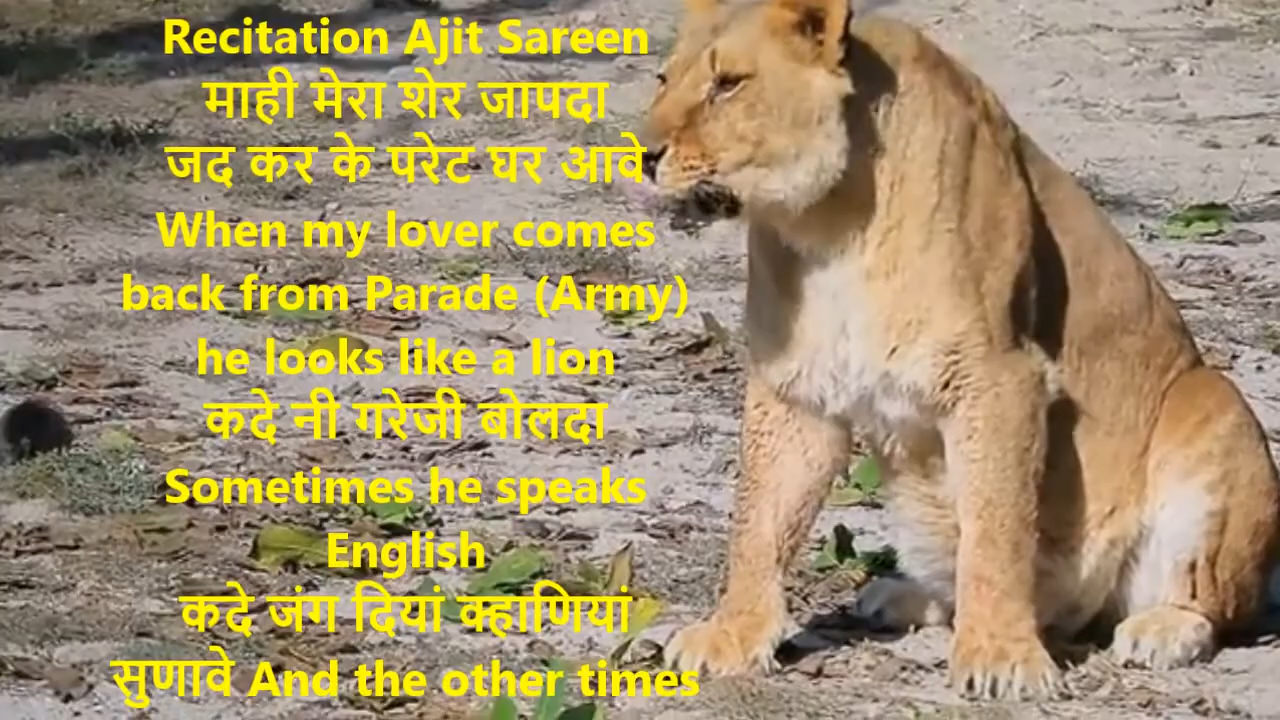 Recitation Ajit Sareen
माही मेरा शेर जापदा
जद कर के परेट घर आवे
When my lover comes
back from Parade (Army)
he looks like a lion
कदे नी गरेजी बोलदा
Sometimes he speaks
English
कदे जंग दियां क्हाणियां
सुणावे And the other times